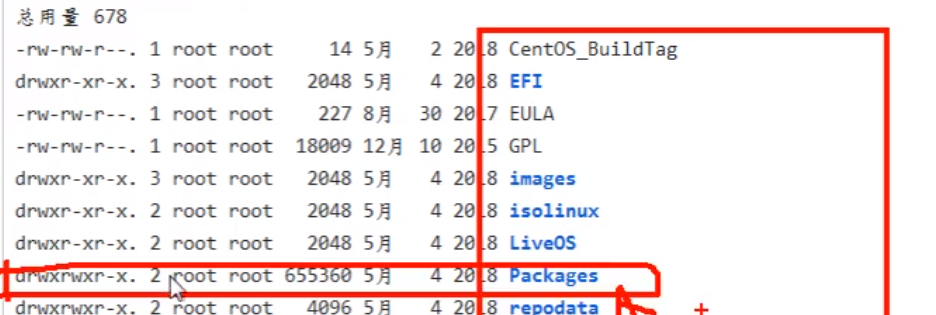 总用量 678
-rw-rw-r--. 1 root root     14 5月   2 2018 CentOS_BuildTag
drwxr-xr-x. 3 root root   2048 5月   4 2018 EFI
-rw-rw-r--. 1 root root    227 8月  30 2017 EULA
-rw-rw-r--. 1 root root  18009 12月 10 2015 GPL
drwxr-xr-x. 3 root root   2048 5月   4 2018 images
drwxr-xr-x. 2 root root   2048 5月   4 2018 isolinux
drwxr-xr-x. 2 root root   2048 5月   4 2018 LiveOS
drwxrwxr-x. 2 root root 655360 5月   4 2018 Packages
drwxrwxr-x. 2 root root   4096 5月   4 2018 repodata